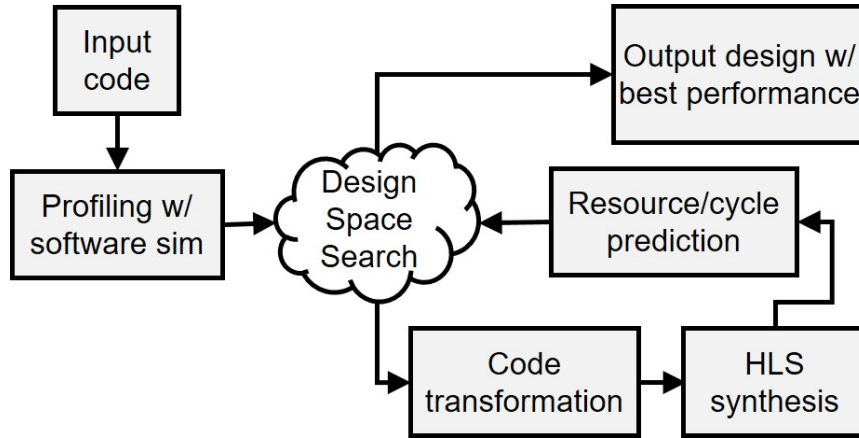 Input
code
Output design w/
best performance
Profiling w/
software sim
Design
Space
Search
Resource/cycle
prediction
Code
transformation
HLS
synthesis